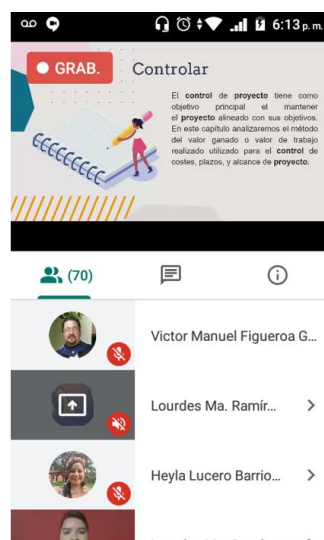 6:13 p. m.
GRAB.
Controlar
El control de proyecto tiene como
objetivo principal el mantener
el proyecto alineado con sus objetivos.
En este capítulo analizaremos el método
del valor ganado o valor de trabajo
realizado utilizado para el control de
costes, plazos, y alcance de proyecto.
(70)
Victor Manuel Figueroa G...
Lourdes Ma. Ramír...
Heyla Lucero Barrio...